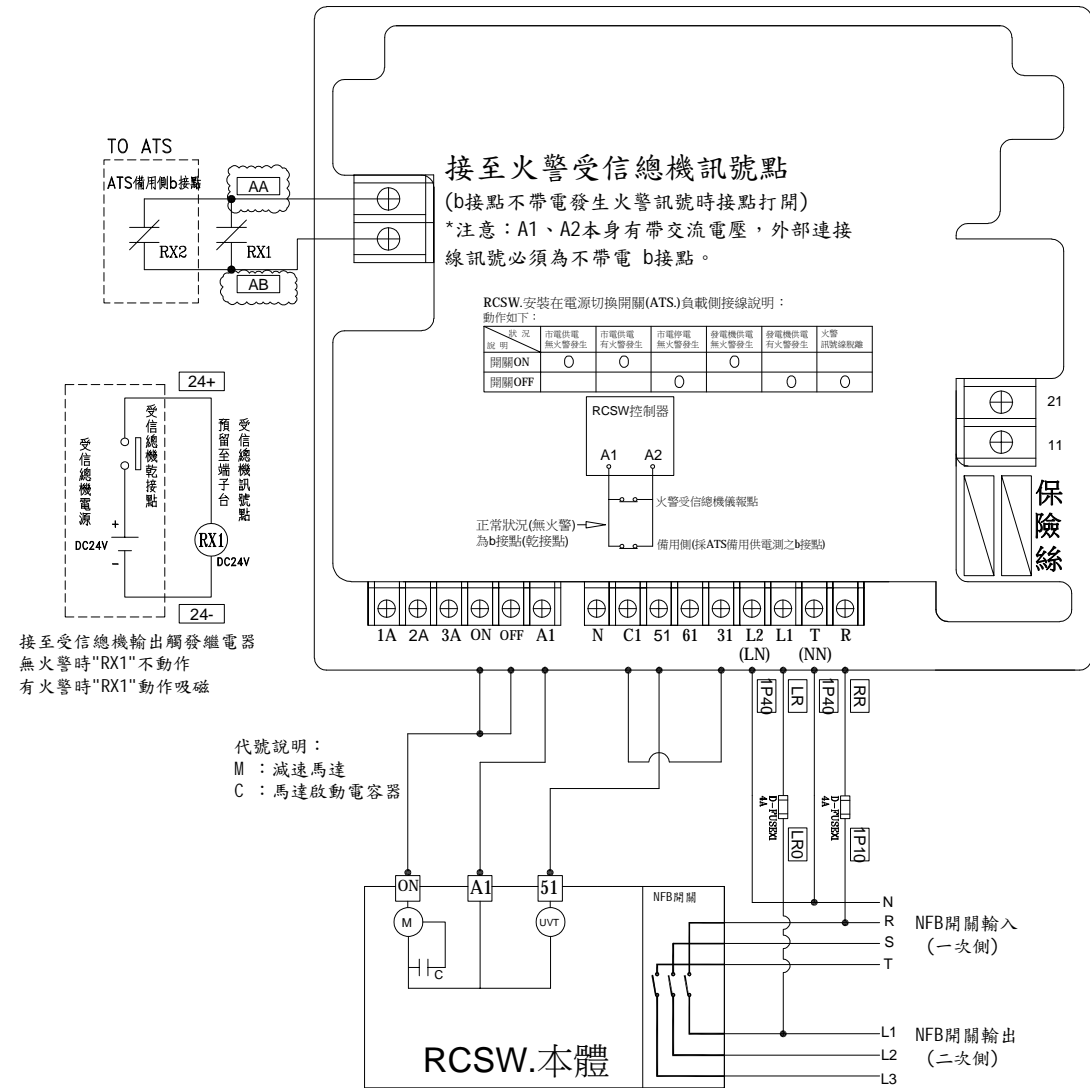 TO ATS
ATS備用側b接點
AA
RX2
RX1
AB
接至火警受信總機訊號點
(b接點不帶電發生火警訊號時接點打開)
*注意：A1、A2本身有帶交流電壓，外部連接
線訊號必須為不帶電 b接點。
RCSW.安裝在電源切換開關(ATS.)負載側接線說明：
動作如下：
狀 況
說 明
市電供電
無火警發生
市電供電
有火警發生
市電停電
無火警發生
發電機供電
無火警發生
發電機供電
有火警發生
火警
訊號線脫離
開關ON
O
O
O
開關OFF
O
O
O
RCSW控制器
A1 A2
火警受信總機儀報點
正常狀況(無火警)
為b接點(乾接點)
備用側(採ATS備用供電測之b接點)
24+
受信總機電源
受信總機乾接點
預留至端子台
受信總機訊號點
+
DC24V
-
RX1
DC24V
24-
接至受信總機輸出觸發繼電器
無火警時"RX1"不動作
有火警時"RX1"動作吸磁
21
11
保險絲
1A 2A 3A ON OFF A1 N C1 51 61 31 L2 L1 T R
(LN) (NN)
1P40
LR
1P40
RR
代號說明：
M ：減速馬達
C ：馬達啟動電容器
D-FUSEX1
4A
D-FUSEX1
4A
LR0
1P10
ON
A1
51
NFB開關
M
C
UVT
N
R
S
T
NFB開關輸入
(一次側)
L1
L2
L3
NFB開關輸出
(二次側)
RCSW.本體